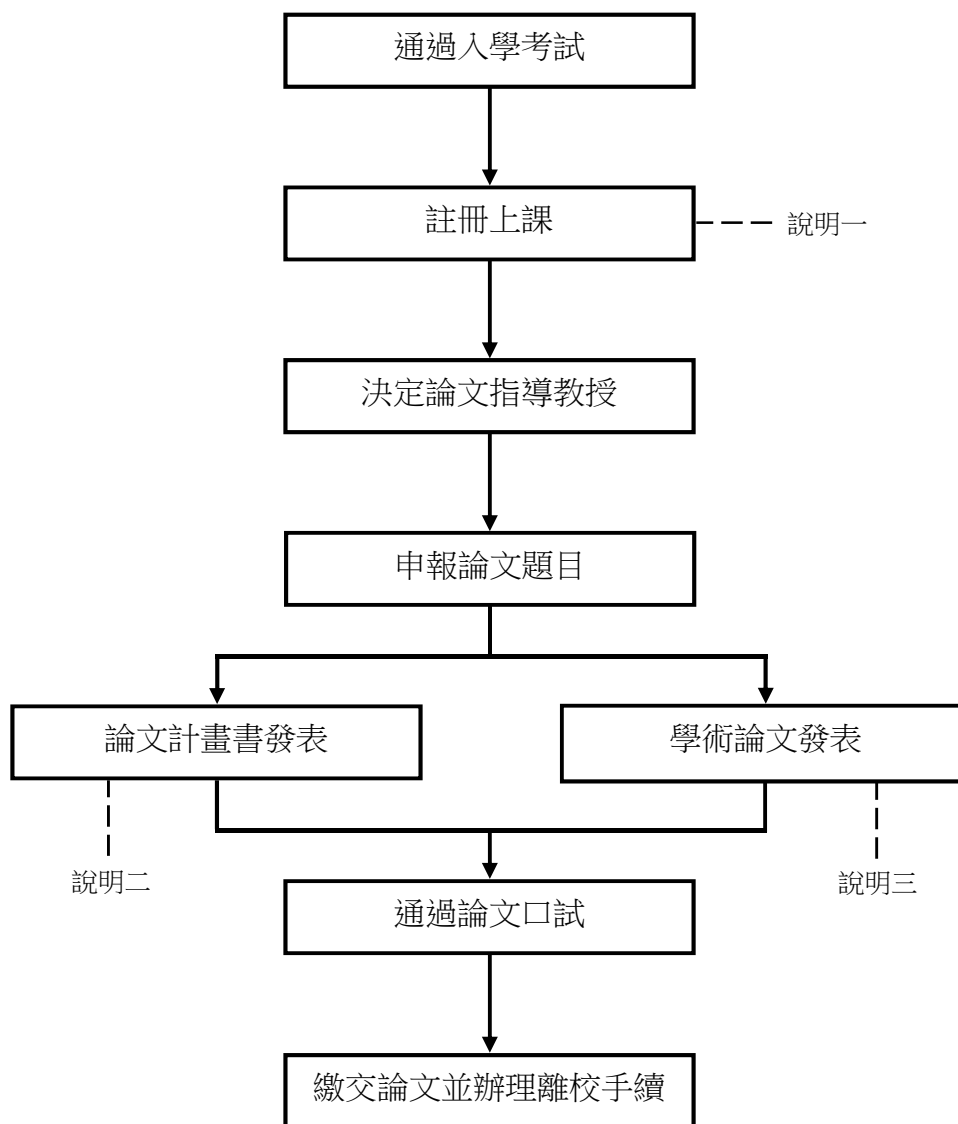 通過入學考試
註冊上課
說明一
決定論文指導教授
申報論文題目
論文計畫書發表
學術論文發表
說明二
說明三
通過論文口試
繳交論文並辦理離校手續